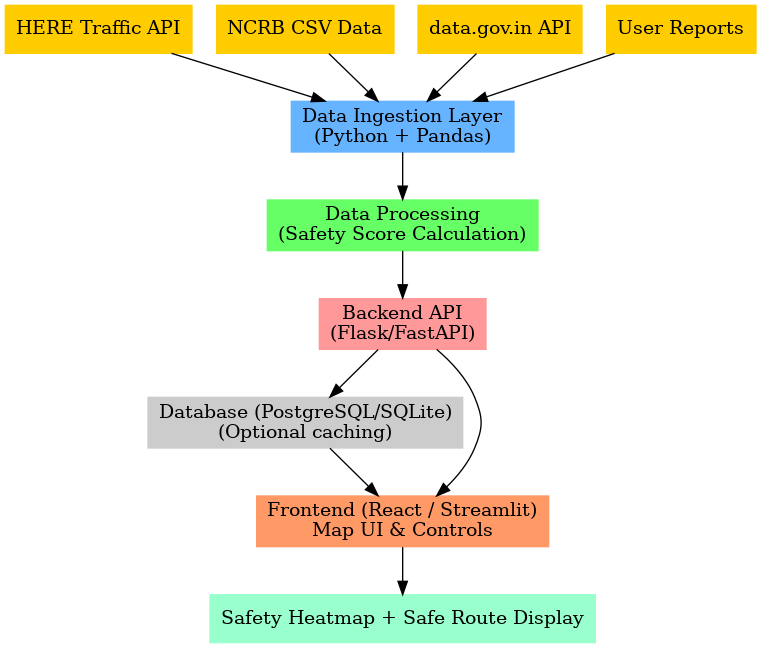 HERE Traffic API
NCRB CSV Data
data.gov.in API
User Reports
Data Ingestion Layer
(Python + Pandas)
Data Processing
(Safety Score Calculation)
Backend API
(Flask/FastAPI)
Database (PostgreSQL/SQLite)
(Optional caching)
Frontend (React / Streamlit)
Map UI & Controls
Safety Heatmap + Safe Route Display